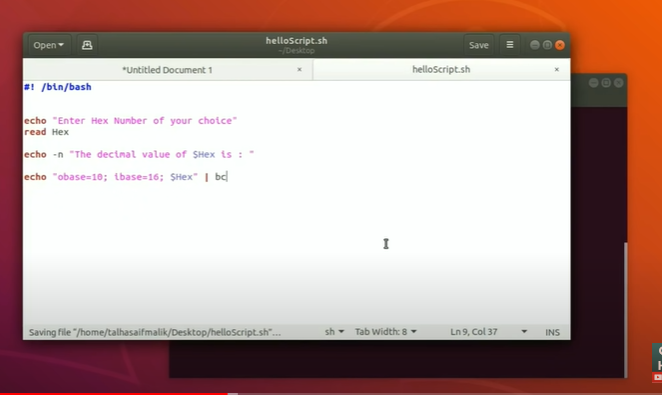 Open
helloScript.sh
~/Desktop
Save
*Untitled Document 1
helloScript.sh
#! /bin/bash
echo "Enter Hex Number of your choice"
read Hex
echo -n "The decimal value of $Hex is : "
echo "obase=10; ibase=16; $Hex" | bc
Saving file "/home/talhasaifmalik/Desktop/helloScript.sh"…
sh
Tab Width: 8
Ln 9, Col 37
INS